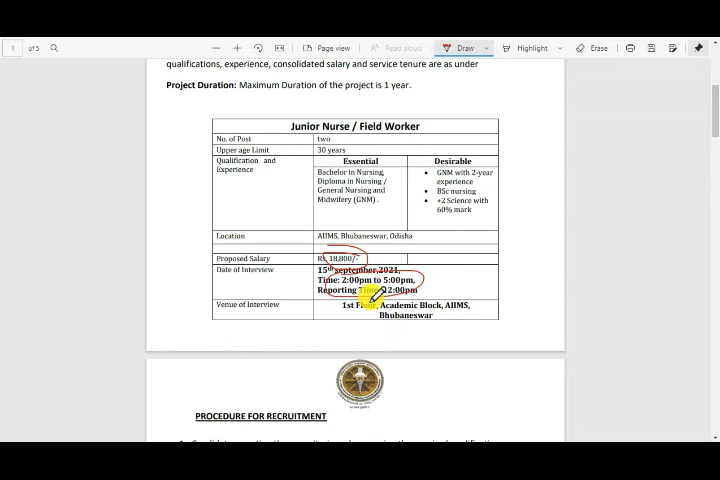 1 of 5 Page view Read aloud Draw Highlight Erase
qualifications, experience, consolidated salary and service tenure are as under
Project Duration: Maximum Duration of the project is 1 year.
Junior Nurse / Field Worker
No. of Post two
Upper age Limit 30 years
Qualification and Experience
Essential Desirable
Bachelor in Nursing,
Diploma in Nursing /
General Nursing and
Midwifery (GNM) .
• GNM with 2-year
experience
• BSc nursing
• +2 Science with
60% mark
Location AIIMS, Bhubaneswar, Odisha
Proposed Salary Rs. 18,800/-
Date of Interview 15th september,2021,
Time: 2:00pm to 5:00pm,
Reporting Time: 12:00pm
Venue of Interview 1st Floor, Academic Block, AIIMS,
Bhubaneswar
PROCEDURE FOR RECRUITMENT